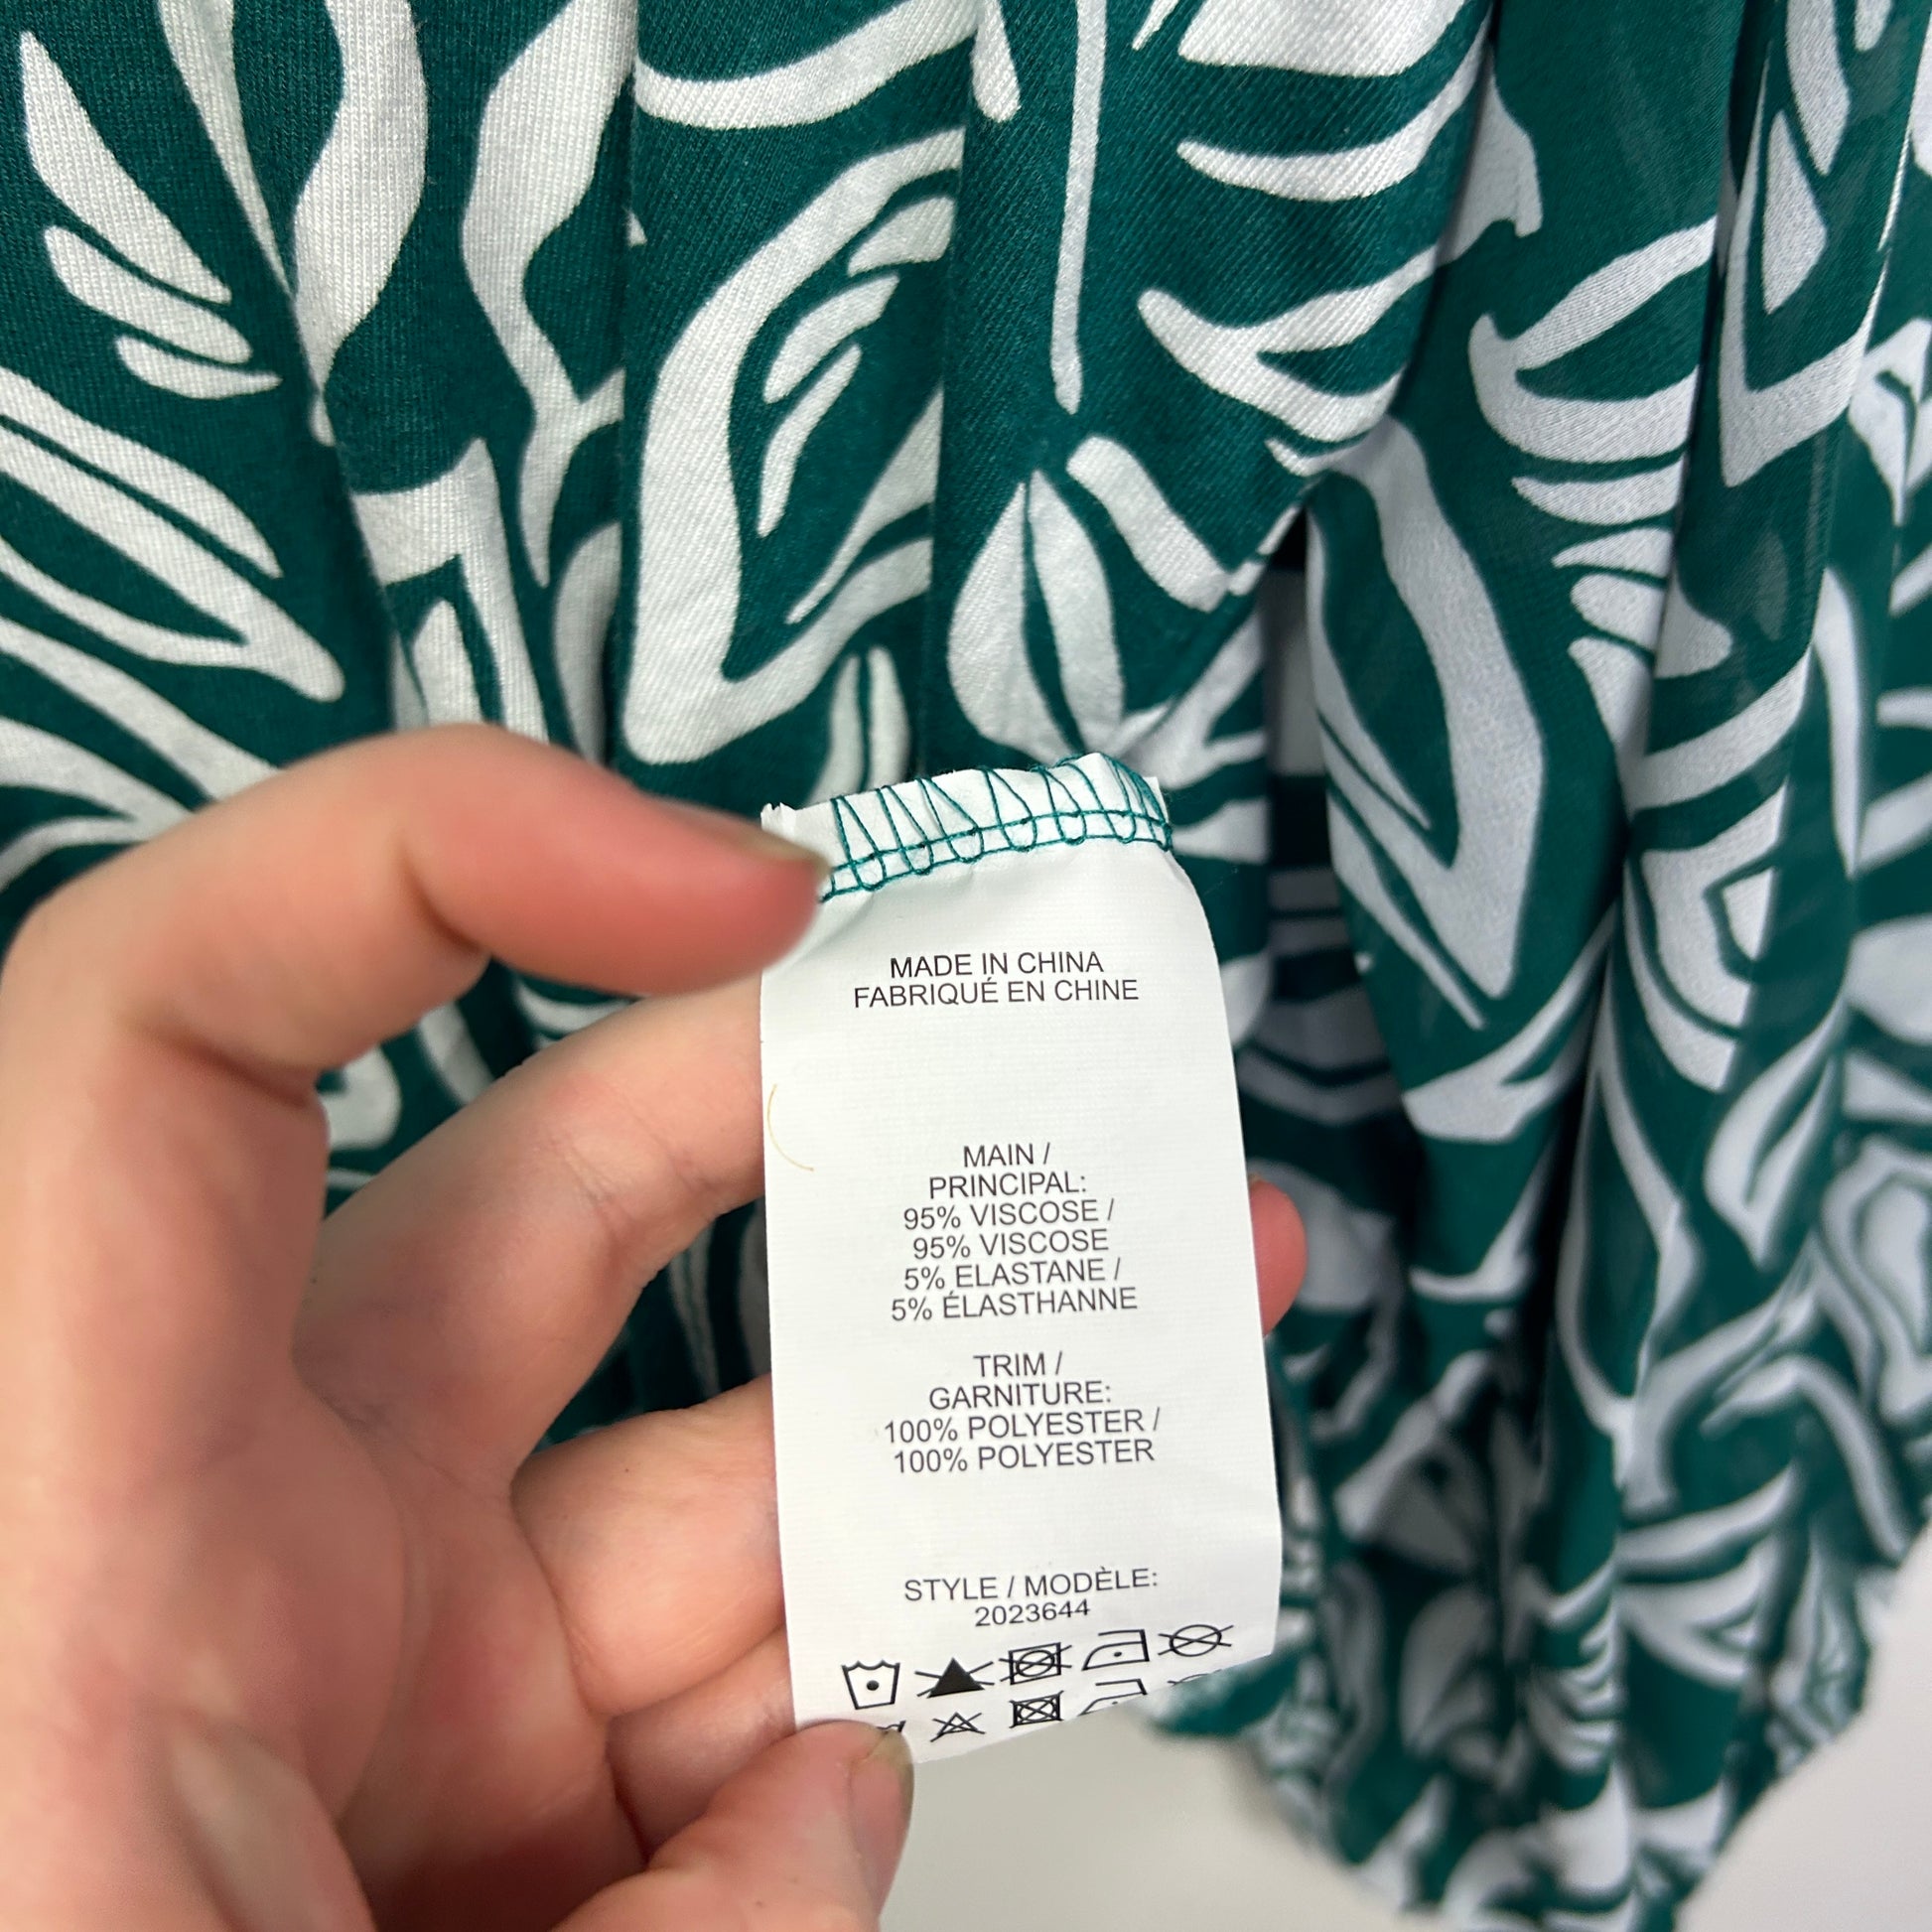 MADE IN CHINA
FABRIQUÉ EN CHINE
MAIN /
PRINCIPAL:
95% VISCOSE /
95% VISCOSE
5% ELASTANE /
5% ÉLASTHANNE
TRIM /
GARNITURE:
100% POLYESTER /
100% POLYESTER
STYLE / MODÈLE:
2023644